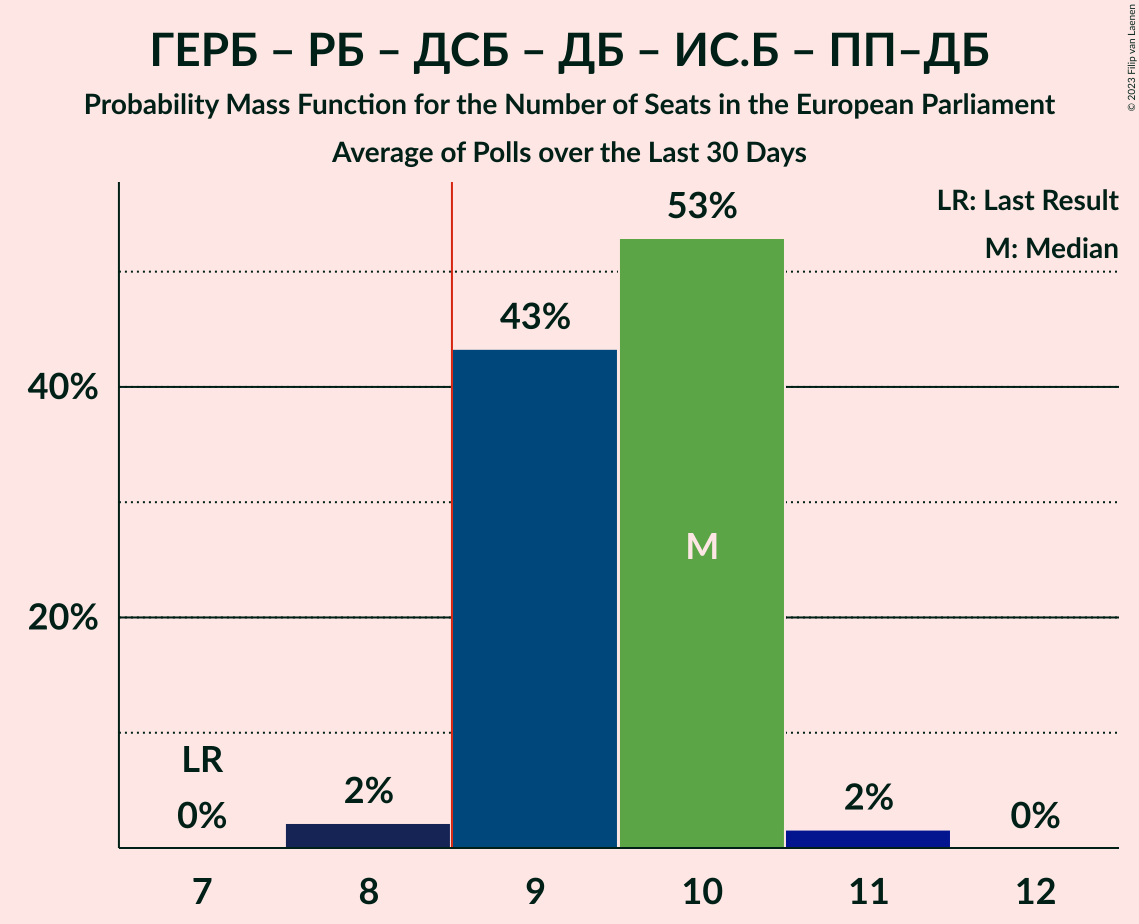 ГЕРБ – РБ – ДСБ – ДБ – ИС.Б – ПП–ДБ
Probability Mass Function for the Number of Seats in the European Parliament
Average of Polls over the Last 30 Days
© 2023 Filip van Laenen
LR: Last Result
M: Median
53%
43%
40%
M
20%
LR
0%
2%
2%
0%
7 8 9 10 11 12